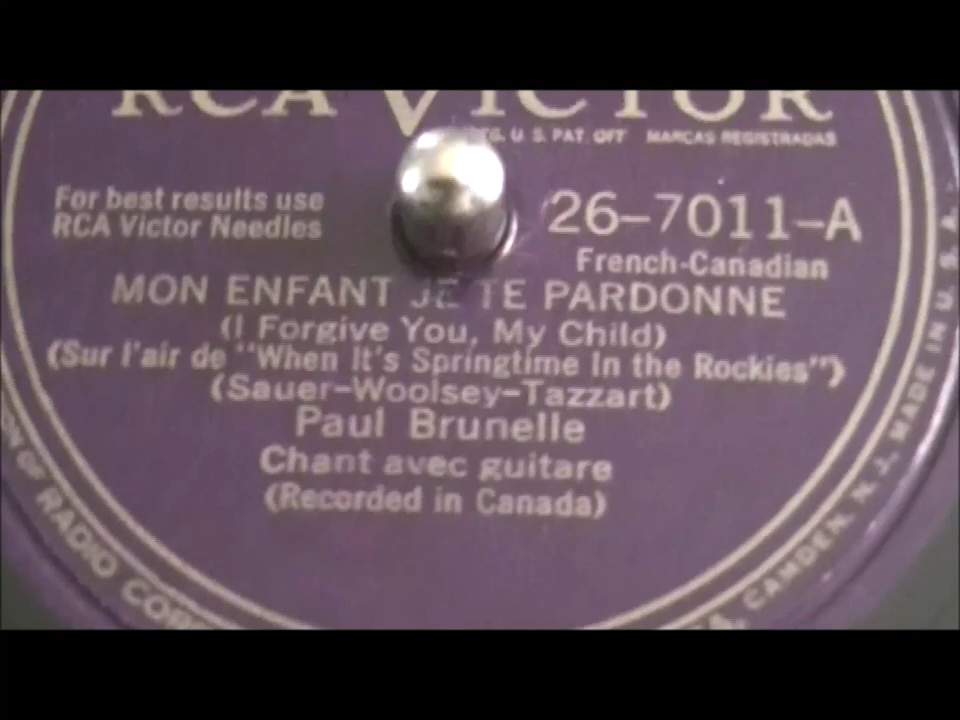 RCA VICTOR
U. S. PAT. OFF MARCAS REGISTRADAS
For best results use
RCA Victor Needles
26-7011-A
French-Canadian
MON ENFANT JE TE PARDONNE
(I Forgive You, My Child)
(Sur l'air de "When It's Springtime In the Rockies")
(Sauer-Woolsey-Tazzart)
Paul Brunelle
Chant avec guitare
(Recorded in Canada)
OF RADIO COR
CAMDEN, N. J. MADE IN U. S. A.